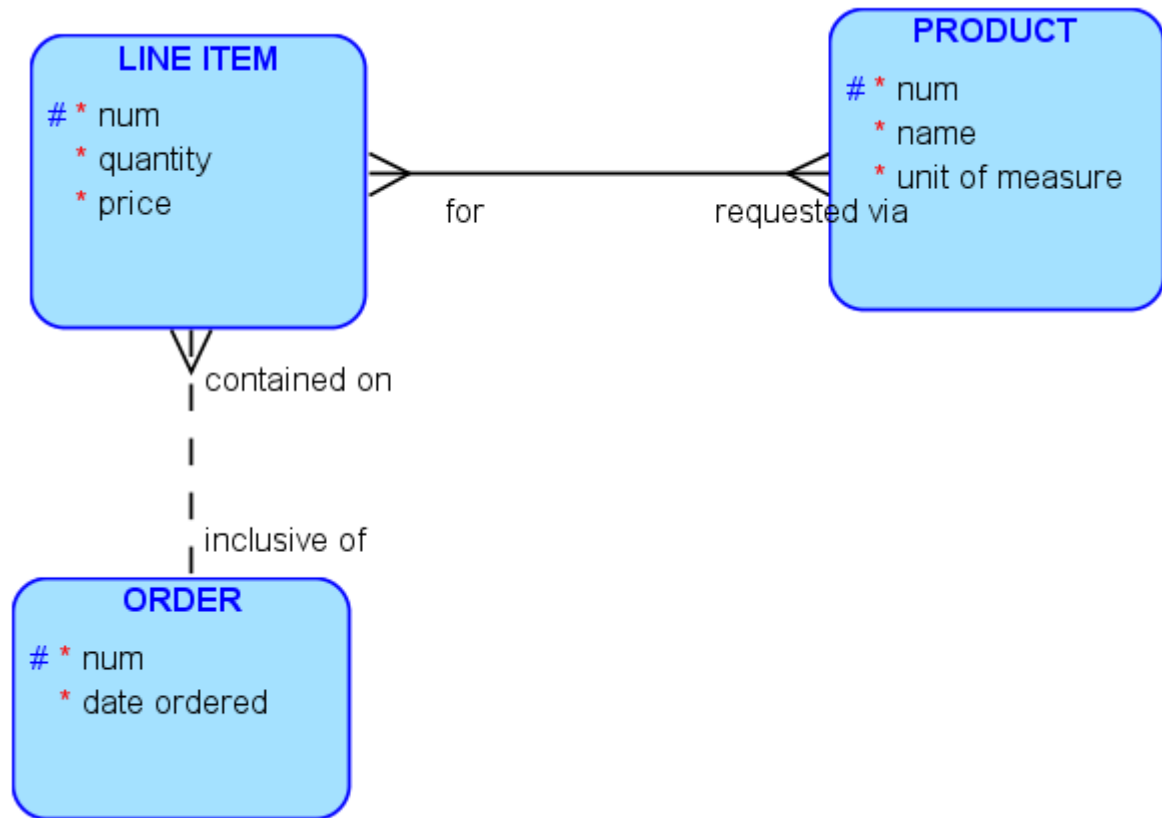 LINE ITEM
# * num
* quantity
* price
PRODUCT
# * num
* name
* unit of measure
for
requested via
contained on
inclusive of
ORDER
# * num
* date ordered